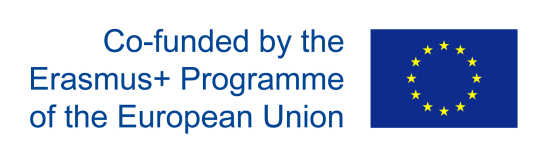 Co-funded by the
Erasmus+ Programme
of the European Union